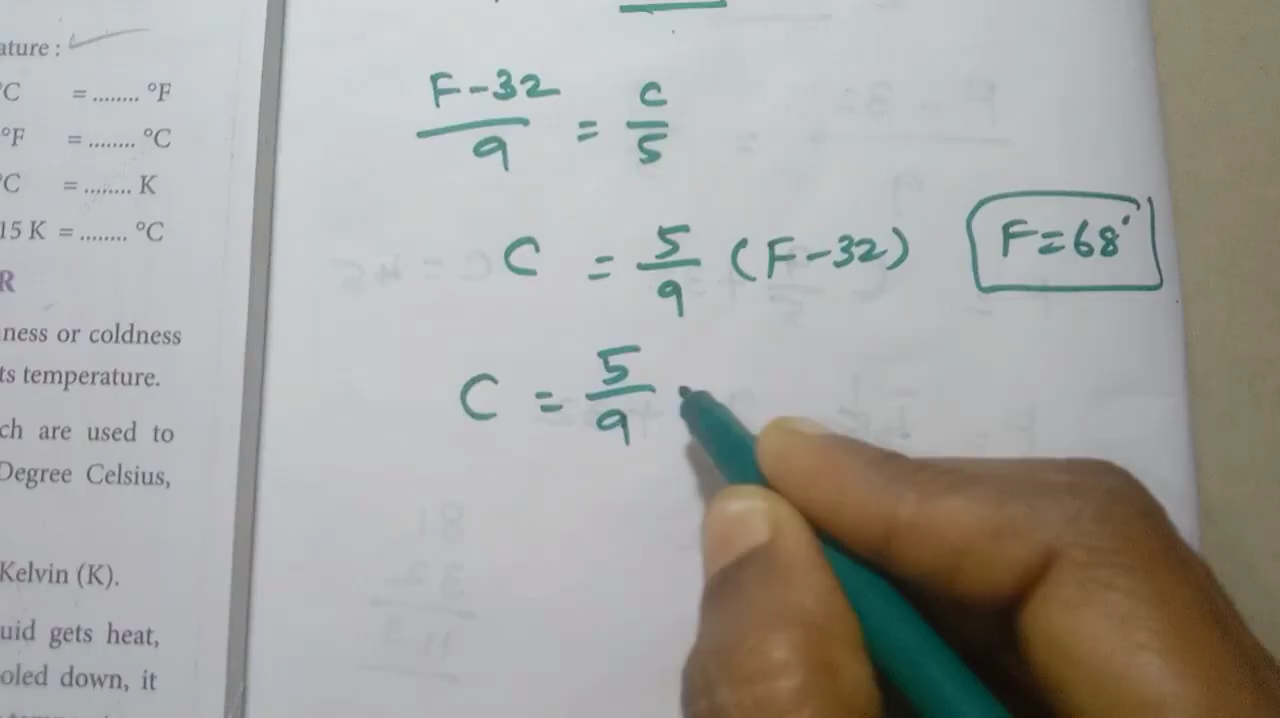 ature :
°C = ........ °F
°F = ........ °C
°C = ........ K
15 K = ........ °C
R
ness or coldness
ts temperature.
ch are used to
Degree Celsius,
Kelvin (K).
uid gets heat,
oled down, it
F-32/9 = C/5
C = 5/9 (F-32)
F=68°
C = 5/9